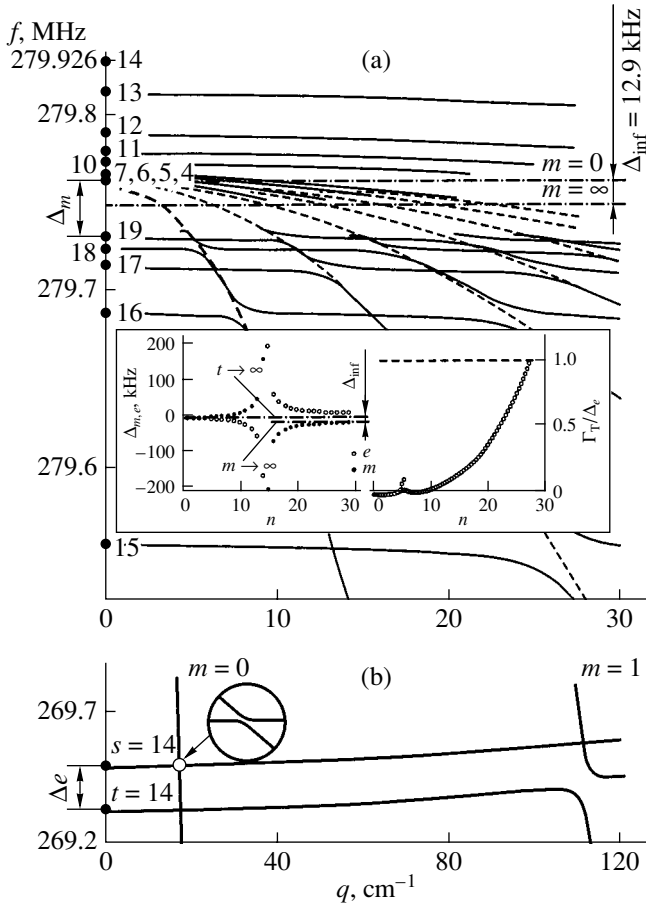 f, MHz
279.926
14
(a)
Δinf = 12.9 kHz
13
279.8
12
11
10
7, 6, 5, 4
m = 0
m = ∞
Δm
19
18
17
279.7
16
200
100
0
−100
−200
Δm,e, kHz
t → ∞
m → ∞
Δinf
e
m
0 10 20 30
n
1.0
0.5
0
ΓT/Δe
0 10 20 30
n
279.6
15
0 10 20 30
m = 0
(b)
m = 1
269.7
s = 14
Δe
t = 14
269.2
0 40 80 120
q, cm−1